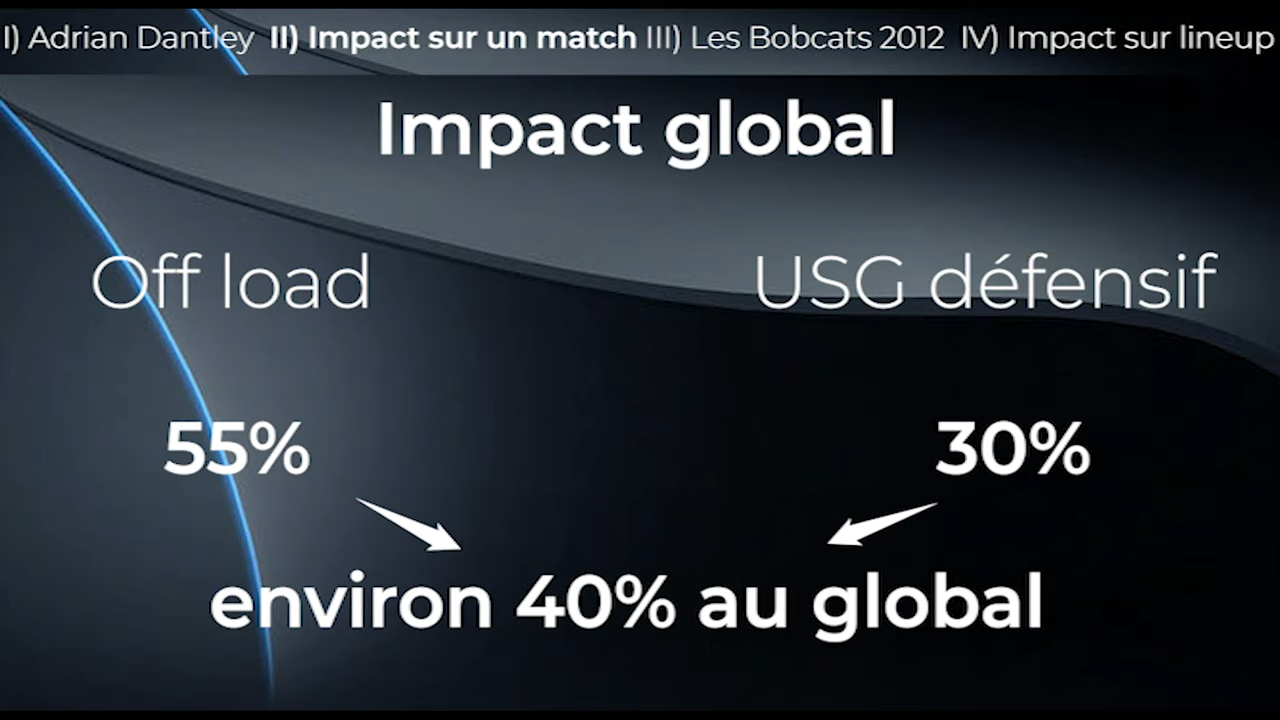 I) Adrian Dantley II) Impact sur un match III) Les Bobcats 2012 IV) Impact sur lineup
Impact global
Off load USG défensif
55% 30%
environ 40% au global